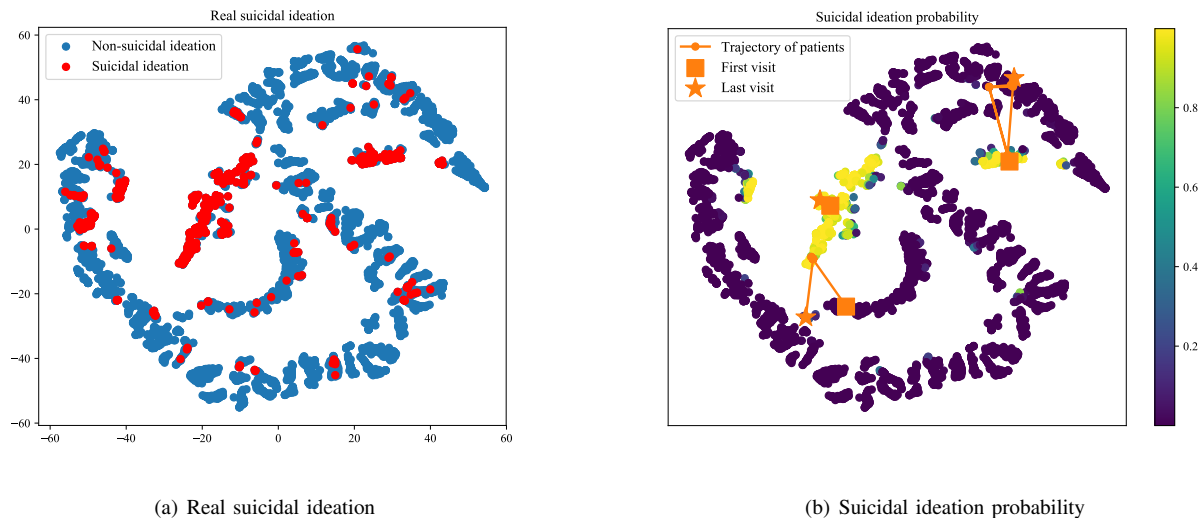 Real suicidal ideation
Non-suicidal ideation
Suicidal ideation
60
40
20
0
−20
−40
−60
−60 −40 −20 0 20 40 60
(a) Real suicidal ideation
Suicidal ideation probability
Trajectory of patients
First visit
Last visit
0.8
0.6
0.4
0.2
(b) Suicidal ideation probability